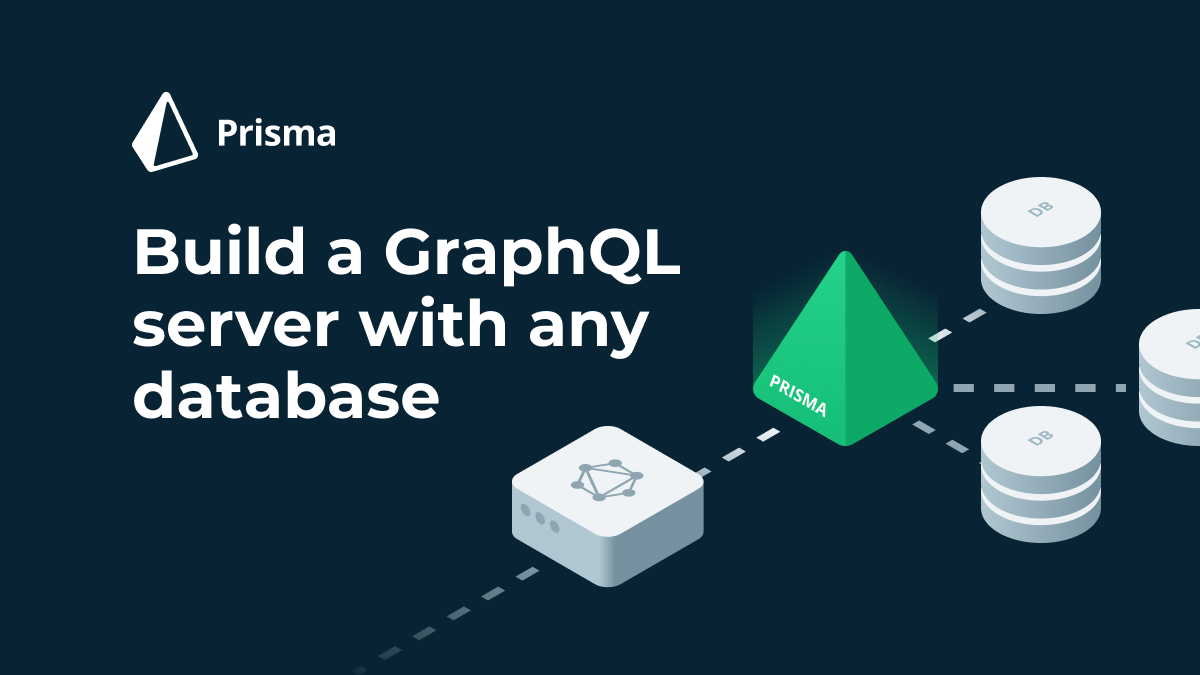 Prisma
Build a GraphQL
server with any
database
PRISMA
DB
DB
DB